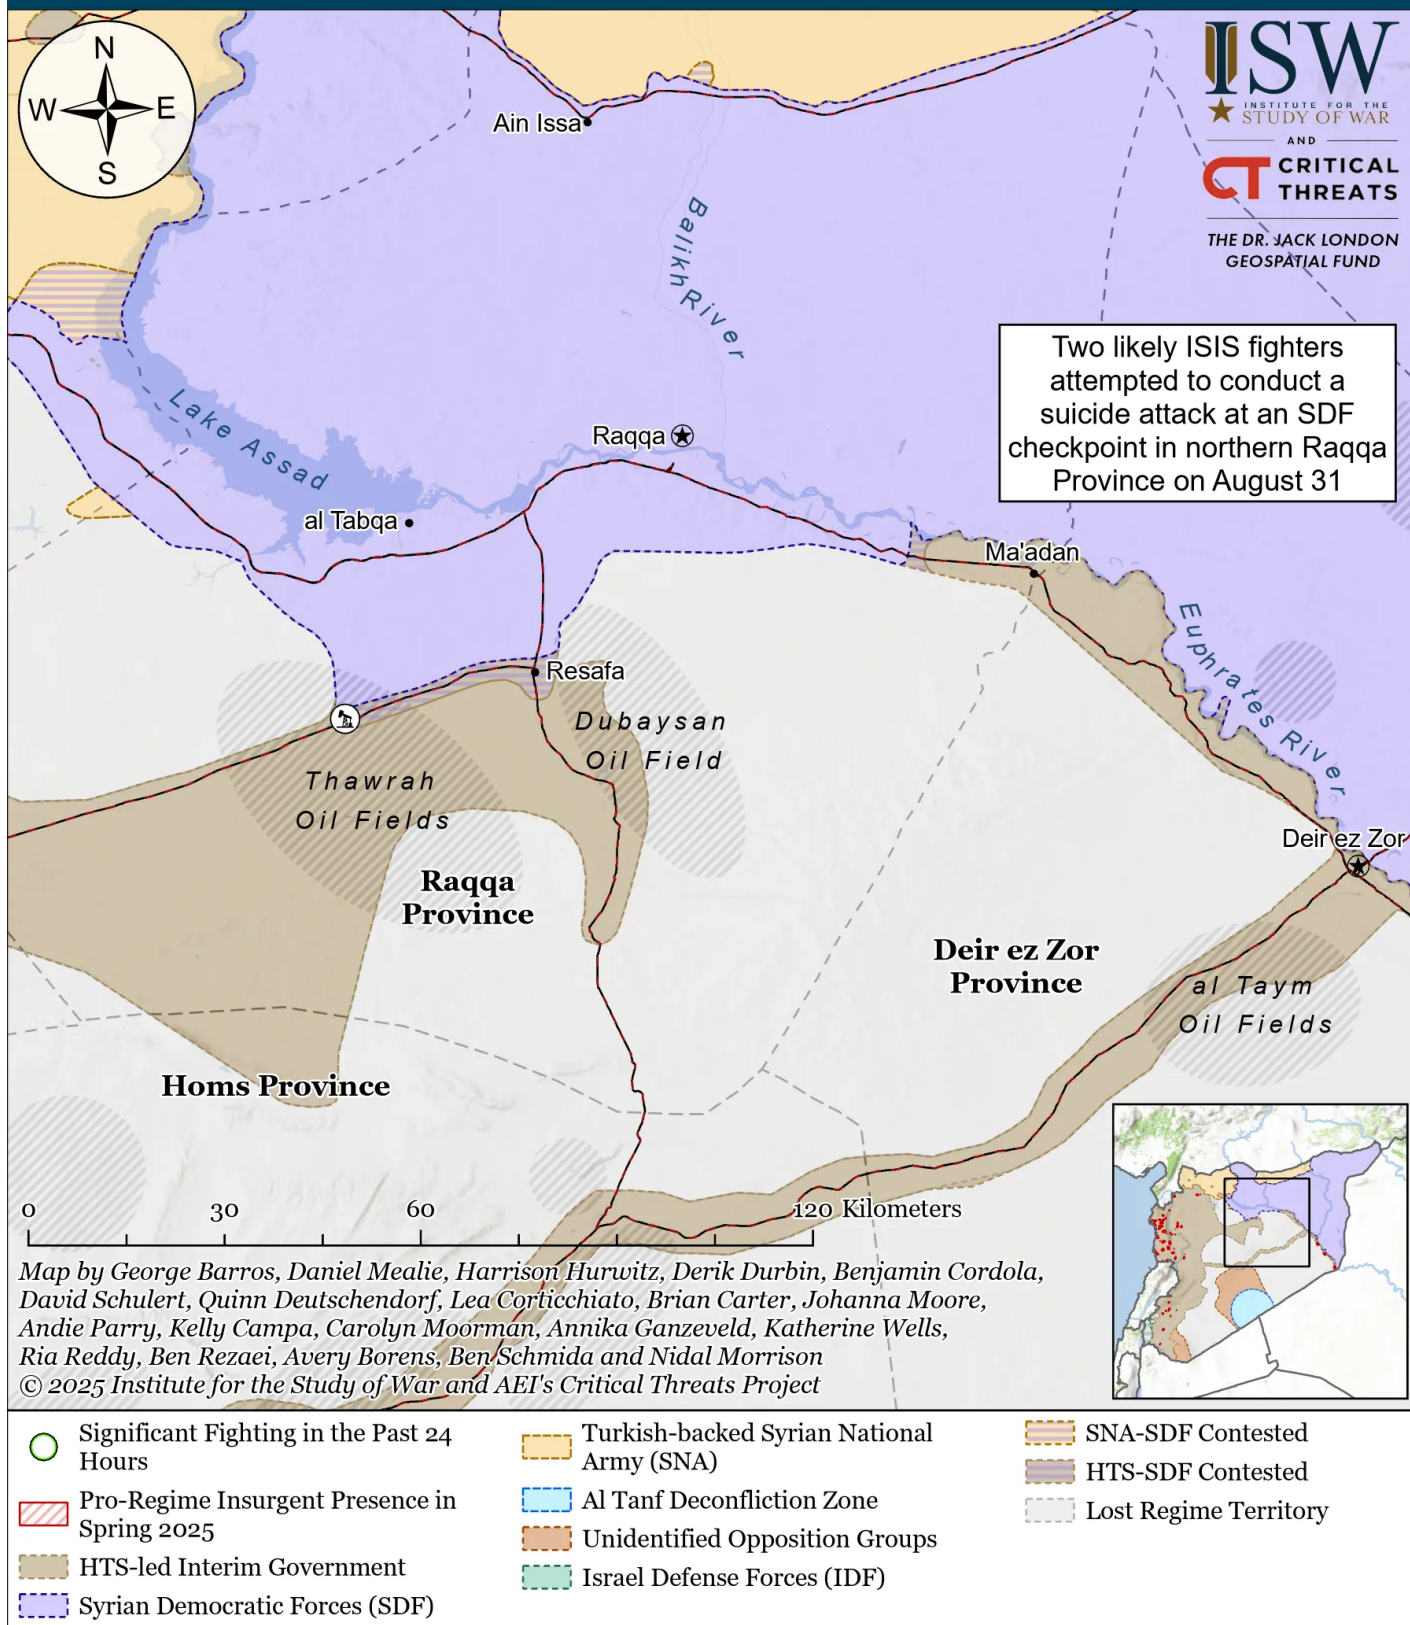 N
W E
S
ISW
INSTITUTE FOR THE
STUDY OF WAR
AND
CT CRITICAL
THREATS
THE DR. JACK LONDON
GEOSPATIAL FUND
Ain Issa
Balikh River
Two likely ISIS fighters
attempted to conduct a
suicide attack at an SDF
checkpoint in northern Raqqa
Province on August 31
Lake Assad
Raqqa
al Tabqa
Ma'adan
Euphrates River
Resafa
Dubaysan
Oil Field
Thawrah
Oil Fields
Deir ez Zor
Raqqa
Province
Deir ez Zor
Province
al Taym
Oil Fields
Homs Province
0 30 60 120 Kilometers
Map by George Barros, Daniel Mealie, Harrison Hurwitz, Derik Durbin, Benjamin Cordola,
David Schulert, Quinn Deutschendorf, Lea Corticchiato, Brian Carter, Johanna Moore,
Andie Parry, Kelly Campa, Carolyn Moorman, Annika Ganzeveld, Katherine Wells,
Ria Reddy, Ben Rezaei, Avery Borens, Ben Schmida and Nidal Morrison
© 2025 Institute for the Study of War and AEI's Critical Threats Project
Significant Fighting in the Past 24
Hours
Pro-Regime Insurgent Presence in
Spring 2025
HTS-led Interim Government
Syrian Democratic Forces (SDF)
Turkish-backed Syrian National
Army (SNA)
Al Tanf Deconfliction Zone
Unidentified Opposition Groups
Israel Defense Forces (IDF)
SNA-SDF Contested
HTS-SDF Contested
Lost Regime Territory